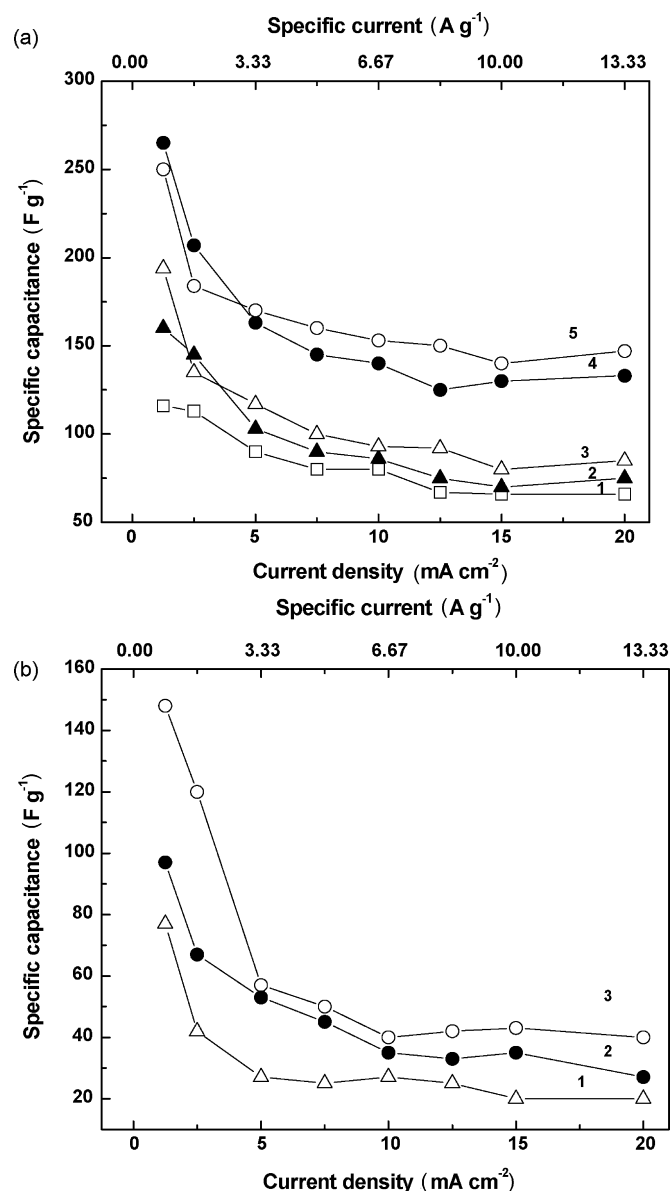 (a)
Specific current (A g-1)
0.00 3.33 6.67 10.00 13.33
300
250
200
150
100
50
Specific capacitance (F g-1)
5
4
3
2
1
0 5 10 15 20
Current density (mA cm-2)
(b)
Specific current (A g-1)
0.00 3.33 6.67 10.00 13.33
160
140
120
100
80
60
40
20
Specific capacitance (F g-1)
3
2
1
0 5 10 15 20
Current density (mA cm-2)